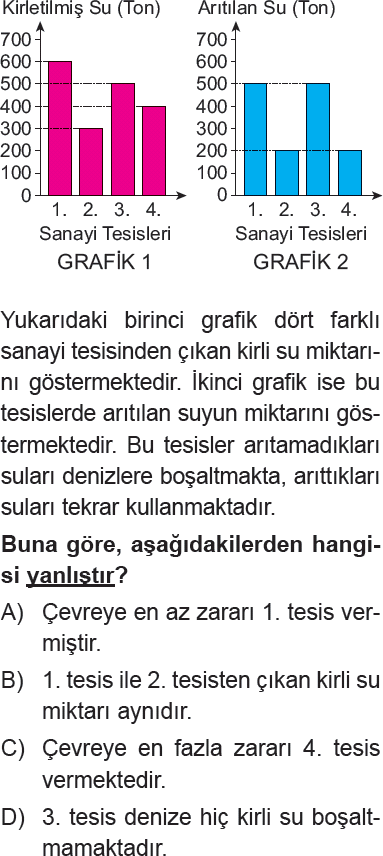 Kirletilmiş Su (Ton)
700
600
500
400
300
200
100
0
1. 2. 3. 4.
Sanayi Tesisleri
GRAFİK 1
Arıtılan Su (Ton)
700
600
500
400
300
200
100
0
1. 2. 3. 4.
Sanayi Tesisleri
GRAFİK 2
Yukarıdaki birinci grafik dört farklı
sanayi tesisinden çıkan kirli su miktarı-
nı göstermektedir. İkinci grafik ise bu
tesislerde arıtılan suyun miktarını gös-
termektedir. Bu tesisler arıtamadıkları
suları denizlere boşaltmakta, arıttıkları
suları tekrar kullanmaktadır.
Buna göre, aşağıdakilerden hangi-
si yanlıştır?
A) Çevreye en az zararı 1. tesis ver-
miştir.
B) 1. tesis ile 2. tesisten çıkan kirli su
miktarı aynıdır.
C) Çevreye en fazla zararı 4. tesis
vermektedir.
D) 3. tesis denize hiç kirli su boşalt-
mamaktadır.